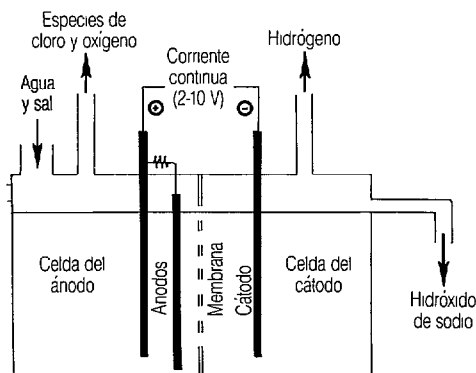 Especies de
cloro y oxígeno
Agua
y sal
Corriente
continua
(2-10 V)
+
−
Hidrógeno
Celda del
ánodo
Anodos
Membrana
Cátodo
Celda del
cátodo
Hidróxido
de sodio